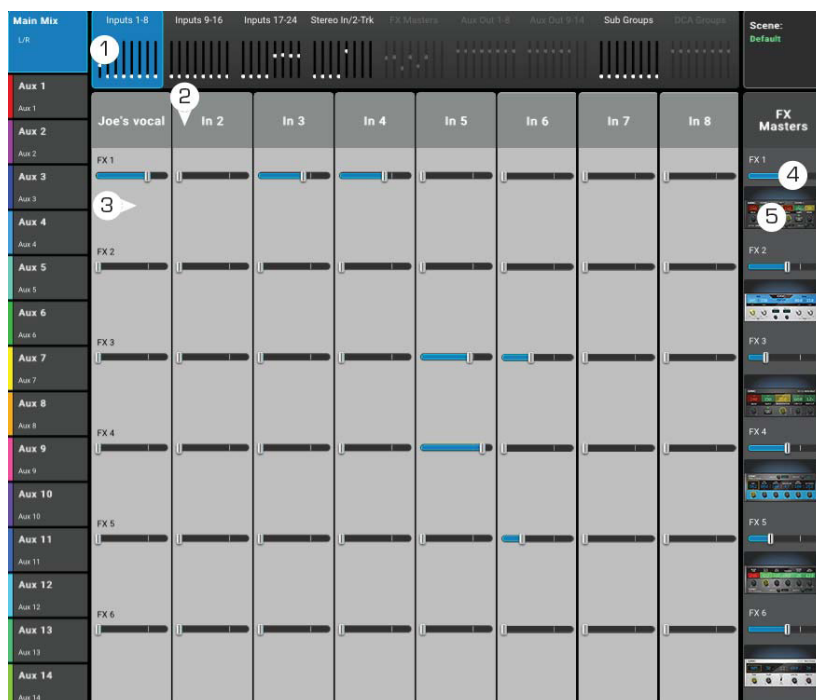 Main Mix
L/R
Inputs 1-8
Inputs 9-16
Inputs 17-24
Stereo In/2-Trk
FX Masters
Aux Out 1-8
Aux Out 9-14
Sub Groups
DCA Groups
Scene:
Default
1
2
Joe's vocal
In 2
In 3
In 4
In 5
In 6
In 7
In 8
FX
Masters
Aux 1
Aux 1
Aux 2
Aux 2
Aux 3
Aux 3
Aux 4
Aux 4
Aux 5
Aux 5
Aux 6
Aux 6
Aux 7
Aux 7
Aux 8
Aux 8
Aux 9
Aux 9
Aux 10
Aux 10
Aux 11
Aux 11
Aux 12
Aux 12
Aux 13
Aux 13
Aux 14
Aux 14
FX 1
3
FX 2
FX 3
FX 4
FX 5
FX 6
FX 1
4
5
FX 2
FX 3
FX 4
FX 5
FX 6